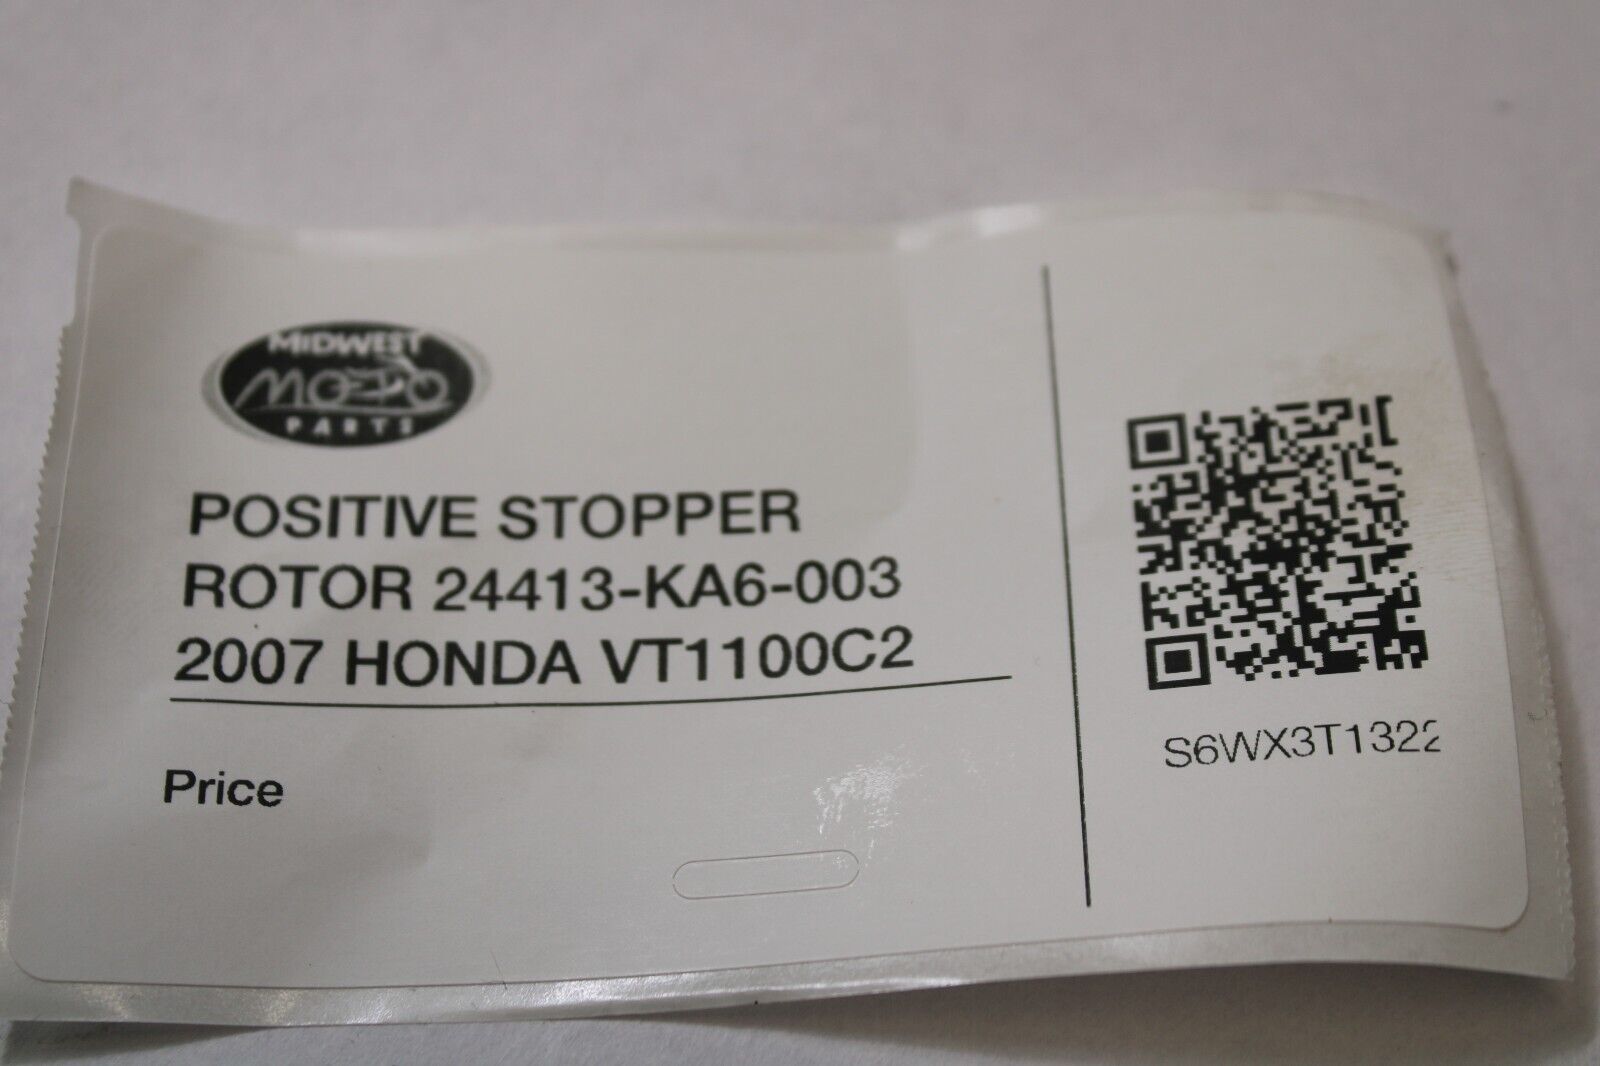 MIDWEST
MOTO
PARTS
POSITIVE STOPPER
ROTOR 24413-KA6-003
2007 HONDA VT1100C2
Price
S6WX3T1322